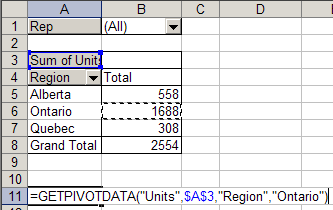 A B C D
1 Rep (All)
2
3 Sum of Unit
4 Region Total
5 Alberta 558
6 Ontario 1688
7 Quebec 308
8 Grand Total 2554
9
10
11 =GETPIVOTDATA("Units",$A$3,"Region","Ontario")